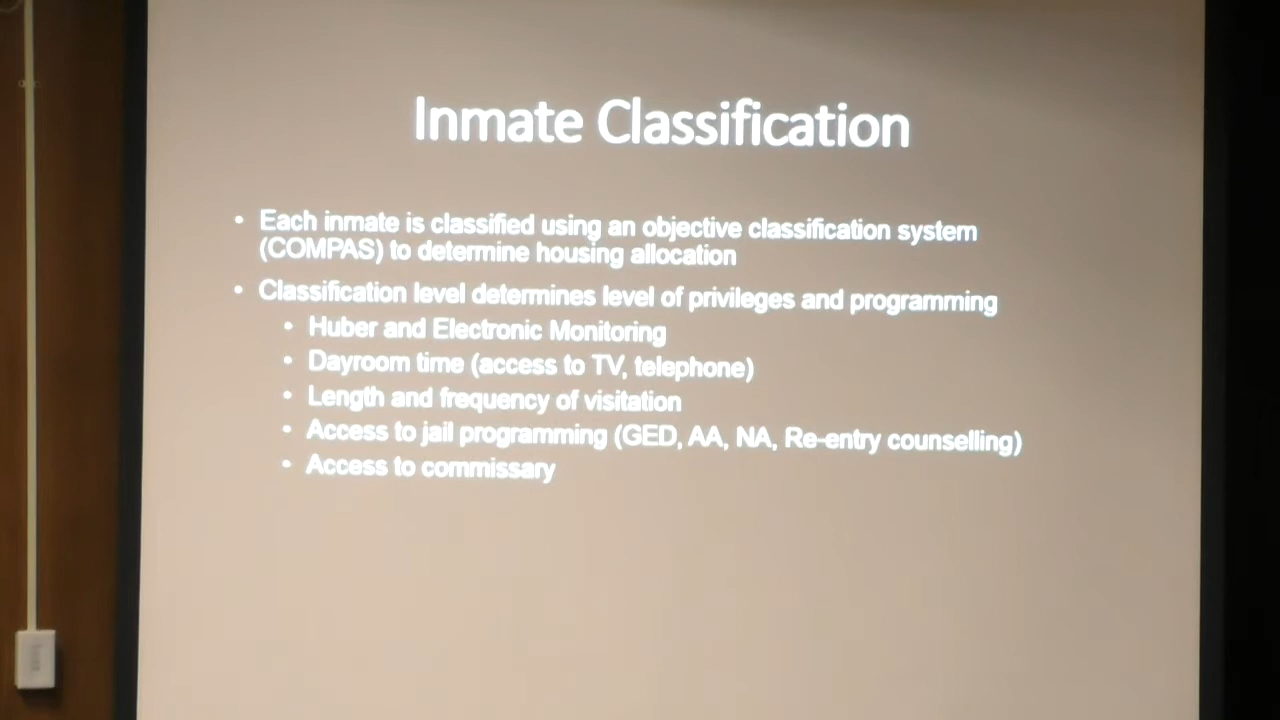 Inmate Classification
• Each inmate is classified using an objective classification system
(COMPAS) to determine housing allocation
• Classification level determines level of privileges and programming
• Huber and Electronic Monitoring
• Dayroom time (access to TV, telephone)
• Length and frequency of visitation
• Access to jail programming (GED, AA, NA, Re-entry counselling)
• Access to commissary